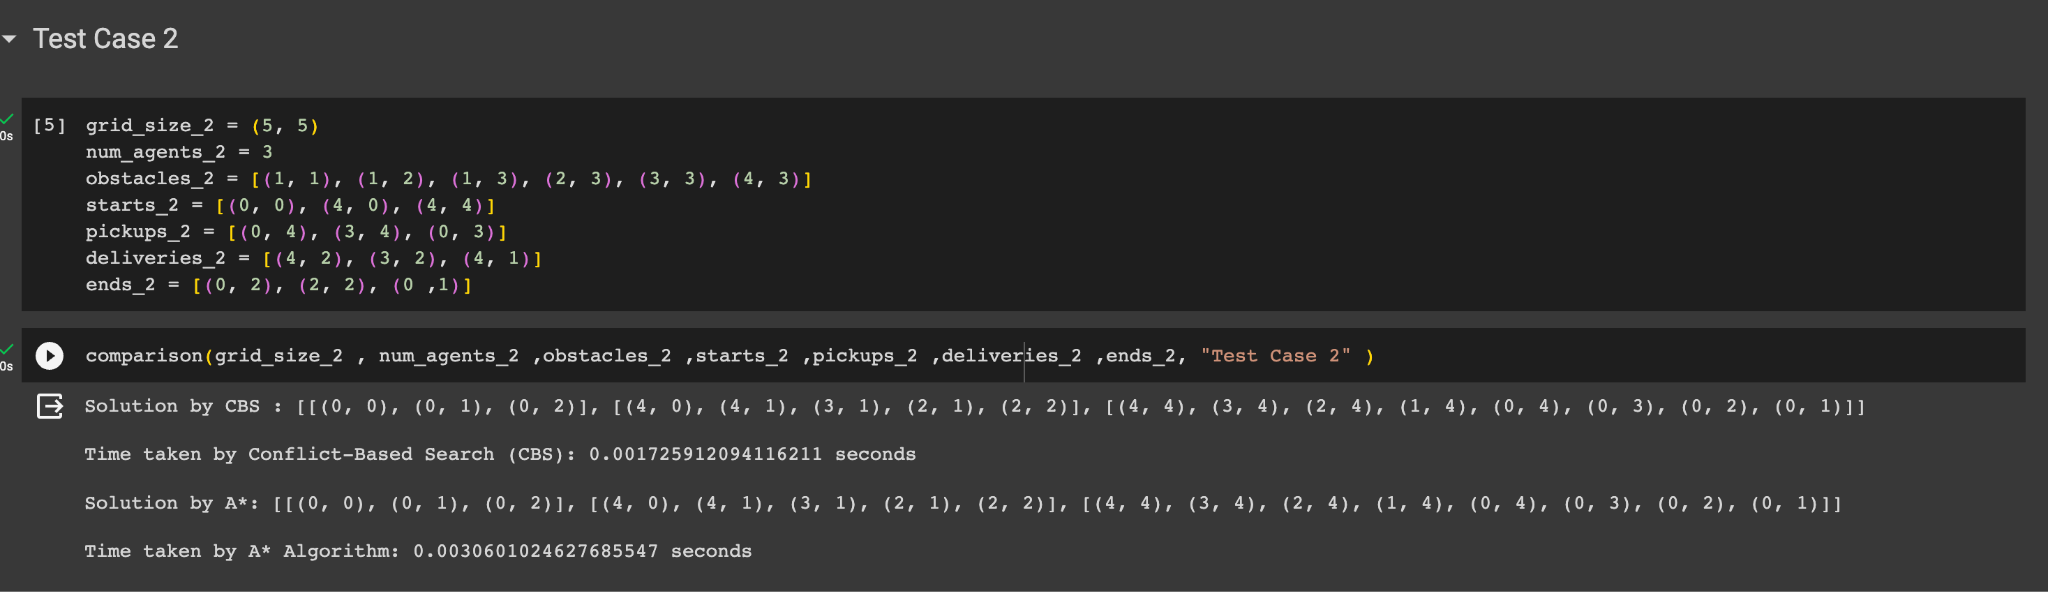 Test Case 2
[5] grid_size_2 = (5, 5)
num_agents_2 = 3
obstacles_2 = [(1, 1), (1, 2), (1, 3), (2, 3), (3, 3), (4, 3)]
starts_2 = [(0, 0), (4, 0), (4, 4)]
pickups_2 = [(0, 4), (3, 4), (0, 3)]
deliveries_2 = [(4, 2), (3, 2), (4, 1)]
ends_2 = [(0, 2), (2, 2), (0 ,1)]
0s
comparison(grid_size_2 , num_agents_2 ,obstacles_2 ,starts_2 ,pickups_2 ,deliveries_2 ,ends_2, "Test Case 2" )
0s
Solution by CBS : [[(0, 0), (0, 1), (0, 2)], [(4, 0), (4, 1), (3, 1), (2, 1), (2, 2)], [(4, 4), (3, 4), (2, 4), (1, 4), (0, 4), (0, 3), (0, 2), (0, 1)]]
Time taken by Conflict-Based Search (CBS): 0.001725912094116211 seconds
Solution by A*: [[(0, 0), (0, 1), (0, 2)], [(4, 0), (4, 1), (3, 1), (2, 1), (2, 2)], [(4, 4), (3, 4), (2, 4), (1, 4), (0, 4), (0, 3), (0, 2), (0, 1)]]
Time taken by A* Algorithm: 0.0030601024627685547 seconds